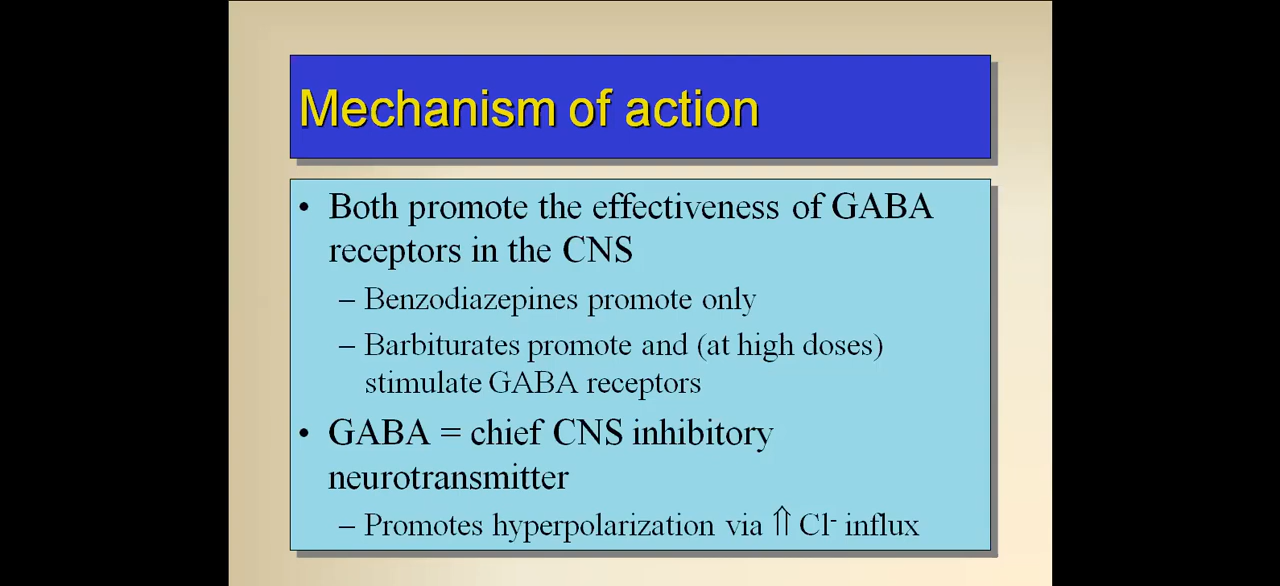 Mechanism of action
• Both promote the effectiveness of GABA
receptors in the CNS
– Benzodiazepines promote only
– Barbiturates promote and (at high doses)
stimulate GABA receptors
• GABA = chief CNS inhibitory
neurotransmitter
– Promotes hyperpolarization via ⇑ Cl⁻ influx